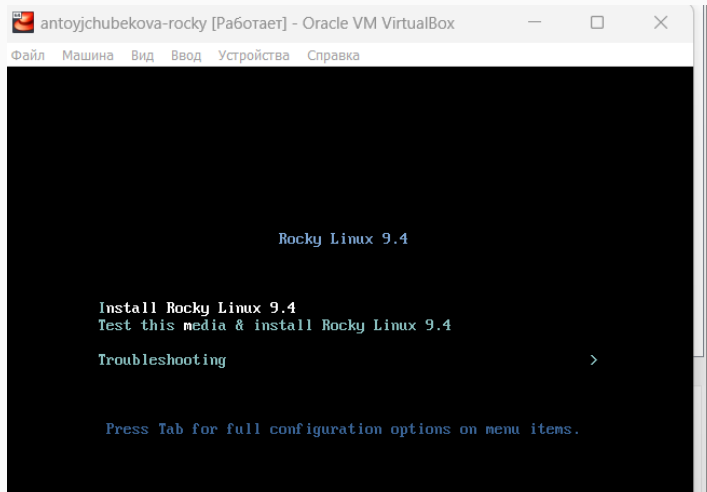 antoyjchubekova-rocky [Работает] - Oracle VM VirtualBox
Файл Машина Вид Ввод Устройства Справка
Rocky Linux 9.4
Install Rocky Linux 9.4
Test this media & install Rocky Linux 9.4
Troubleshooting >
Press Tab for full configuration options on menu items.